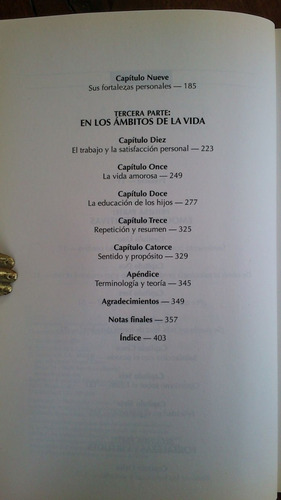 Capítulo Nueve
Sus fortalezas personales — 185
TERCERA PARTE:
EN LOS ÁMBITOS DE LA VIDA
Capítulo Diez
El trabajo y la satisfacción personal — 223
Capítulo Once
La vida amorosa — 249
Capítulo Doce
La educación de los hijos — 277
Capítulo Trece
Repetición y resumen — 325
Capítulo Catorce
Sentido y propósito — 329
Apéndice
Terminología y teoría — 345
Agradecimientos — 349
Notas finales — 357
Índice — 403